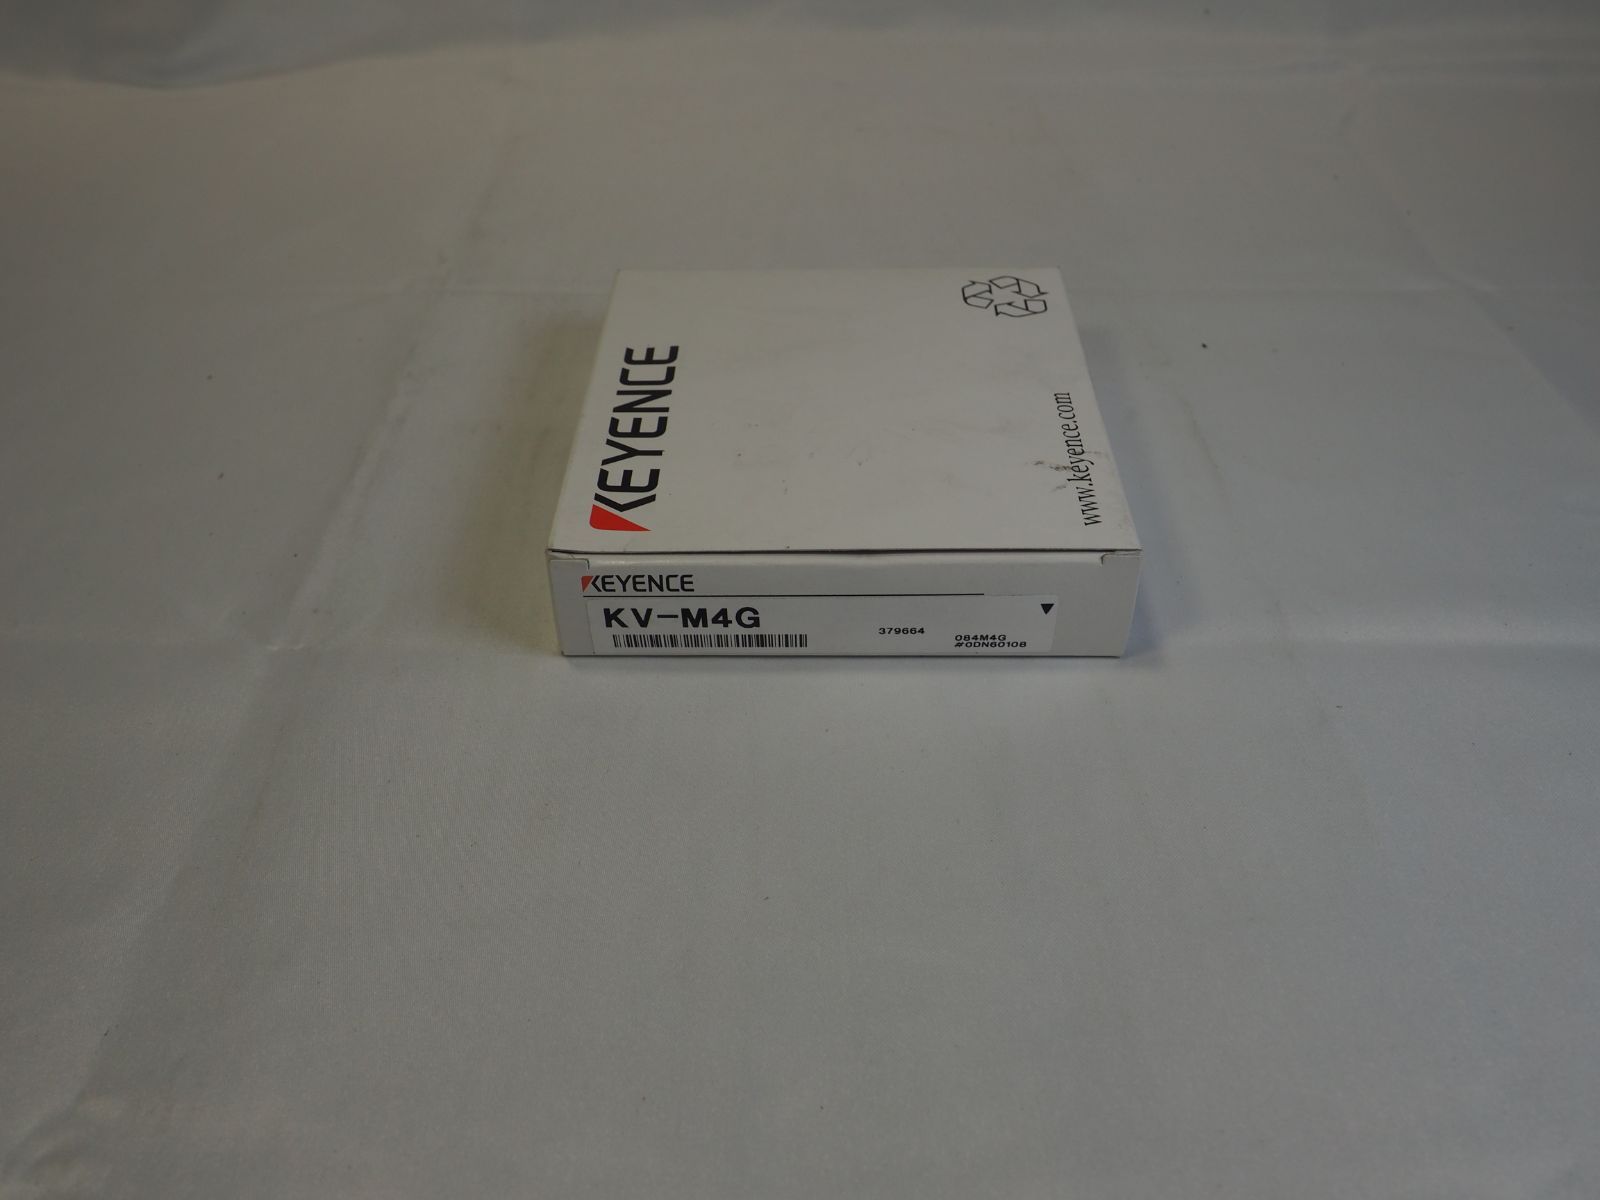 KEYENCE
www.keyence.com
KEYENCE
KV-M4G
379664
084M4G
#0DN60108